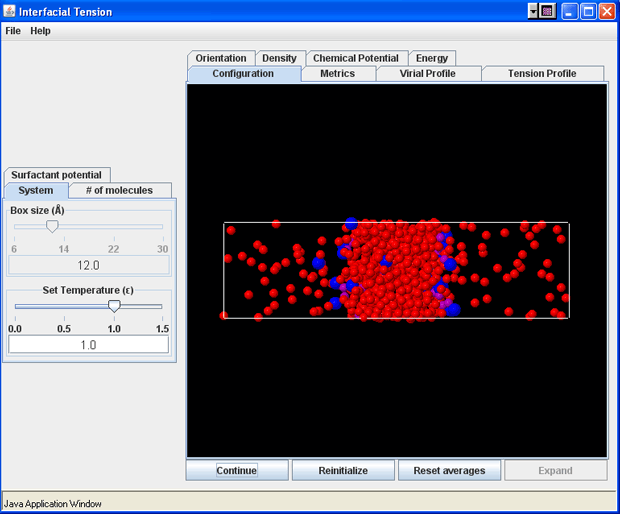 Interfacial Tension
File Help
Orientation Density Chemical Potential Energy
Configuration Metrics Virial Profile Tension Profile
Surfactant potential
System # of molecules
Box size (Å)
6 14 22 30
12.0
Set Temperature (ε)
0.0 0.5 1.0 1.5
1.0
Continue Reinitialize Reset averages Expand
Java Application Window